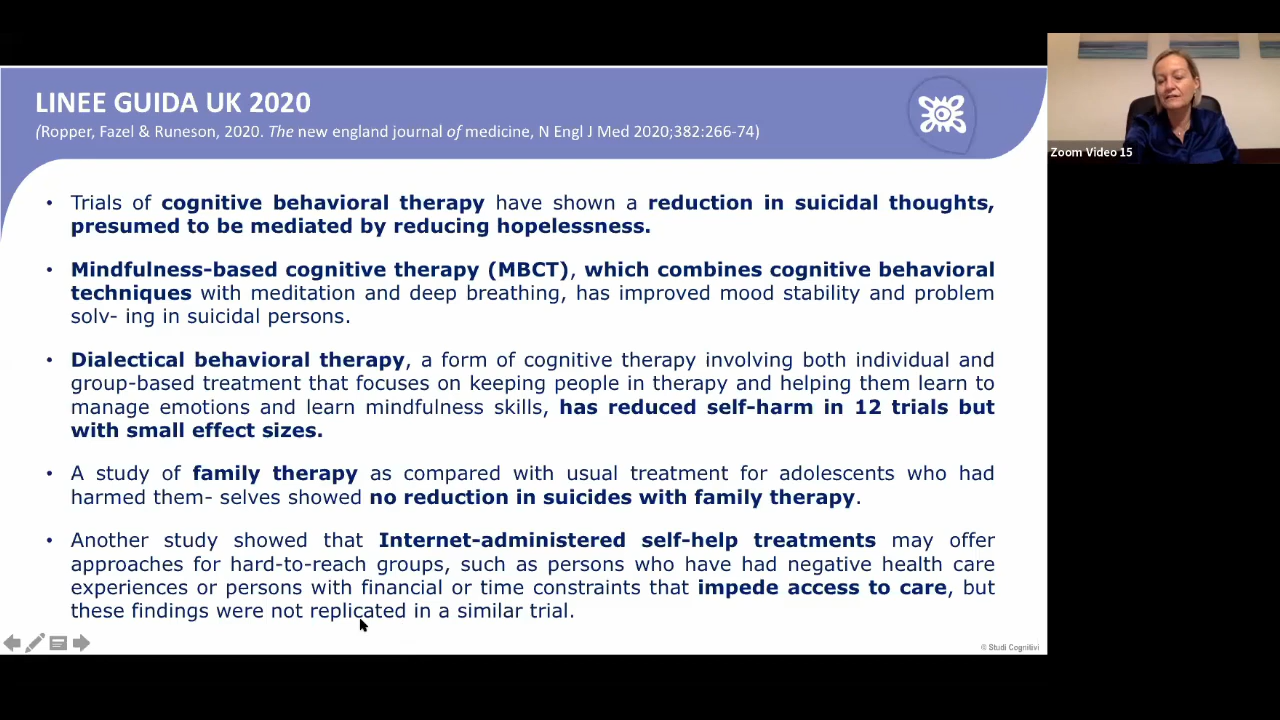 LINEE GUIDA UK 2020
(Ropper, Fazel & Runeson, 2020. The new england journal of medicine, N Engl J Med 2020;382:266-74)
Zoom Video 15
• Trials of cognitive behavioral therapy have shown a reduction in suicidal thoughts,
presumed to be mediated by reducing hopelessness.
• Mindfulness-based cognitive therapy (MBCT), which combines cognitive behavioral
techniques with meditation and deep breathing, has improved mood stability and problem
solv- ing in suicidal persons.
• Dialectical behavioral therapy, a form of cognitive therapy involving both individual and
group-based treatment that focuses on keeping people in therapy and helping them learn to
manage emotions and learn mindfulness skills, has reduced self-harm in 12 trials but
with small effect sizes.
• A study of family therapy as compared with usual treatment for adolescents who had
harmed them- selves showed no reduction in suicides with family therapy.
• Another study showed that Internet-administered self-help treatments may offer
approaches for hard-to-reach groups, such as persons who have had negative health care
experiences or persons with financial or time constraints that impede access to care, but
these findings were not replicated in a similar trial.
© Studi Cognitivi